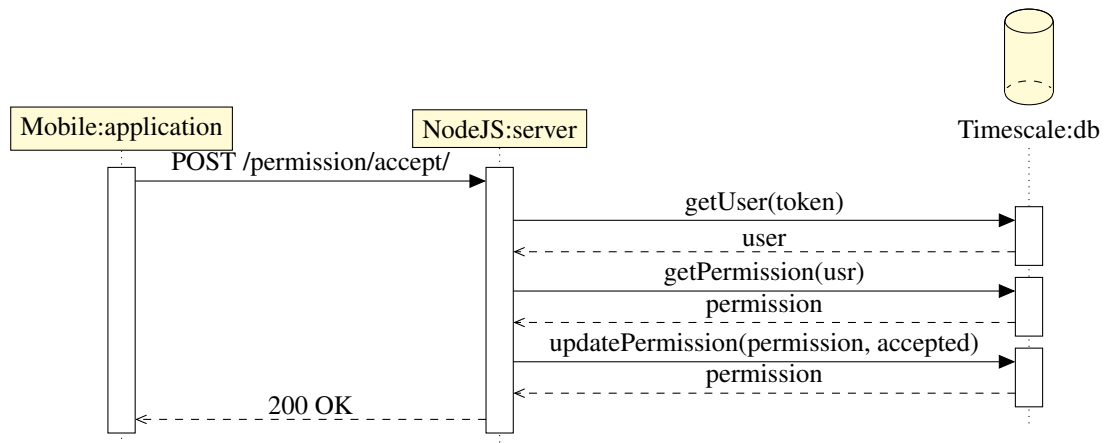 Mobile:application
NodeJS:server
Timescale:db
POST /permission/accept/
getUser(token)
user
getPermission(usr)
permission
updatePermission(permission, accepted)
permission
200 OK